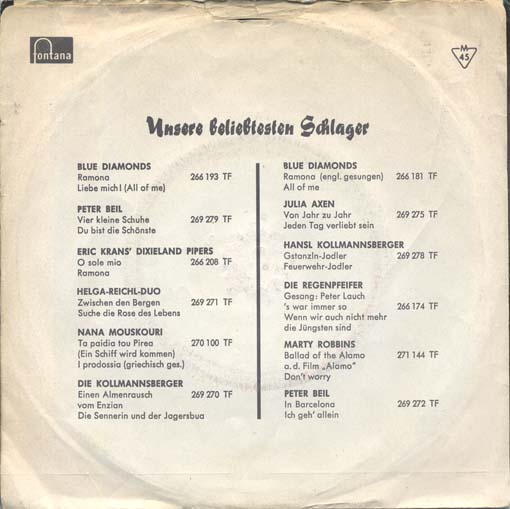 fontana
M
45
Unsere beliebtesten Schlager
BLUE DIAMONDS
Ramona 266 193 TF
Liebe mich! (All of me)
PETER BEIL
Vier kleine Schuhe 269 279 TF
Du bist die Schönste
ERIC KRANS' DIXIELAND PIPERS
O sole mio 266 208 TF
Ramona
HELGA-REICHL-DUO
Zwischen den Bergen 269 271 TF
Suche die Rose des Lebens
NANA MOUSKOURI
Ta paidia tou Pirea 270 100 TF
(Ein Schiff wird kommen)
I prodossia (griechisch ges.)
DIE KOLLMANNSBERGER
Einen Almenrausch 269 270 TF
vom Enzian
Die Sennerin und der Jagersbua
BLUE DIAMONDS
Ramona (engl. gesungen) 266 181 TF
All of me
JULIA AXEN
Von Jahr zu Jahr 269 275 TF
Jeden Tag verliebt sein
HANSL KOLLMANNSBERGER
Gstanzln-Jodler 269 278 TF
Feuerwehr-Jodler
DIE REGENPFEIFER
Gesang: Peter Lauch
's war immer so 266 174 TF
Wenn wir auch nicht mehr
die Jüngsten sind
MARTY ROBBINS
Ballad of the Alamo 271 144 TF
a.d. Film „Alamo"
Don't worry
PETER BEIL
In Barcelona 269 272 TF
Ich geh' allein